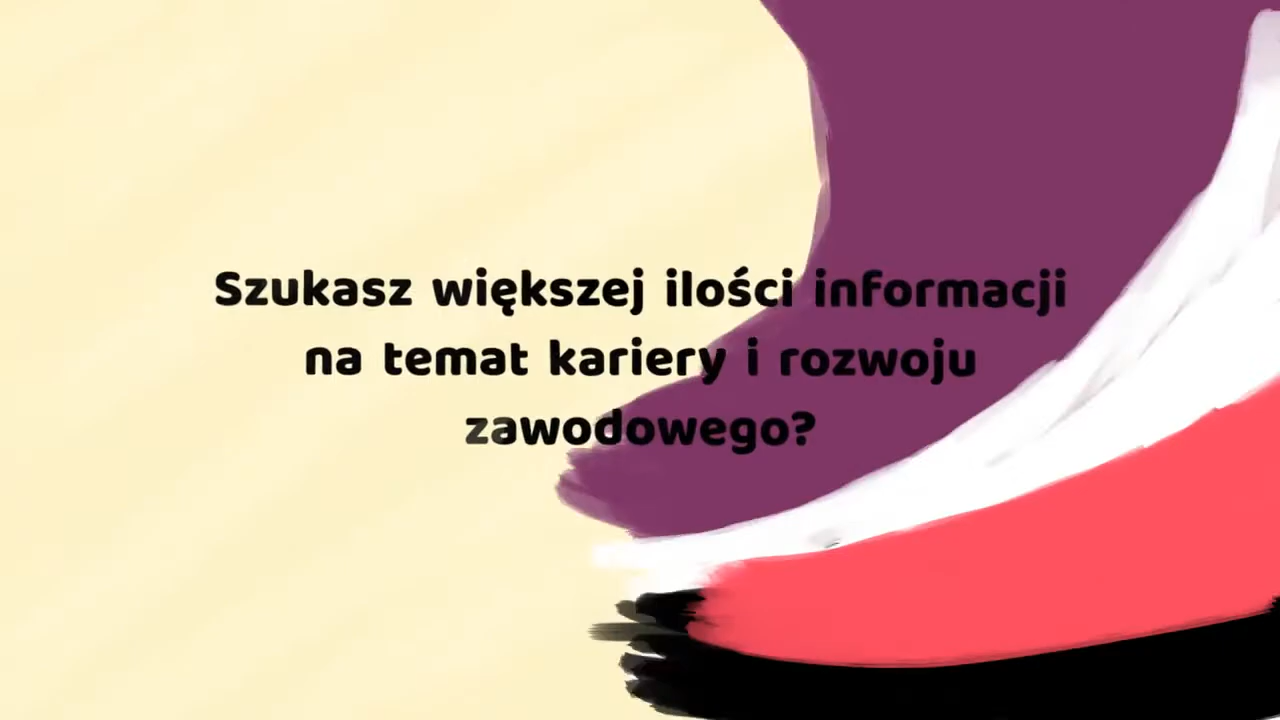 Szukasz większej ilości informacji
na temat kariery i rozwoju
zawodowego?